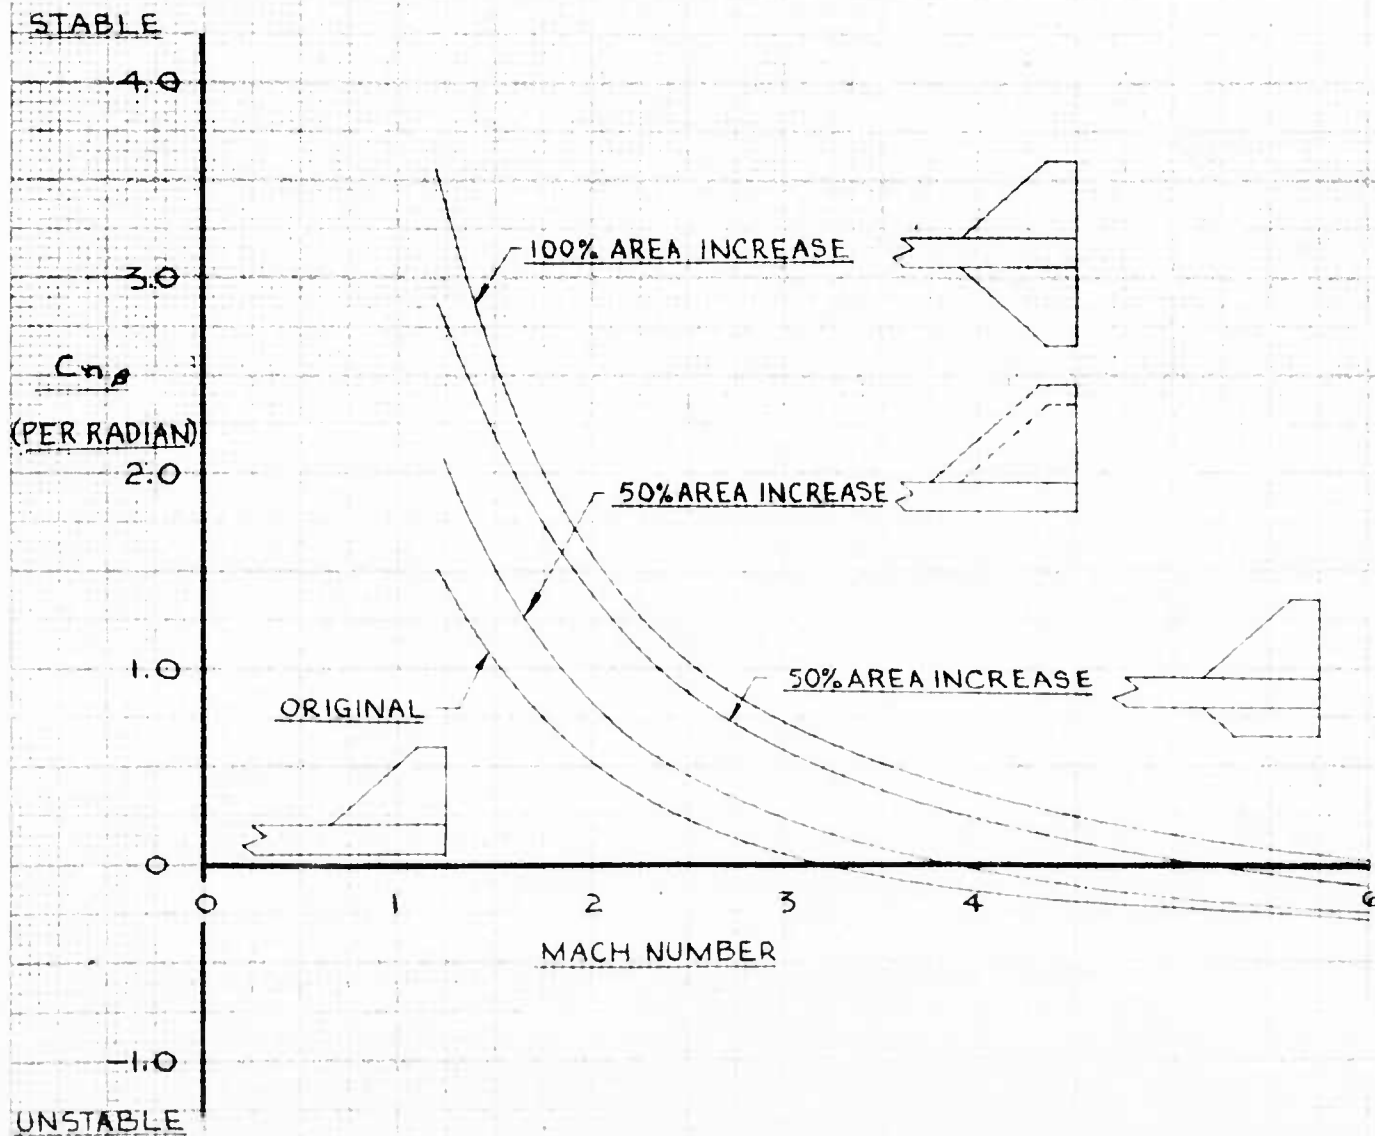 STABLE
4.0
100% AREA INCREASE
3.0
Cnβ
(PER RADIAN)
2.0
50% AREA INCREASE
1.0
50% AREA INCREASE
ORIGINAL
0
0 1 2 3 4 6
MACH NUMBER
-1.0
UNSTABLE